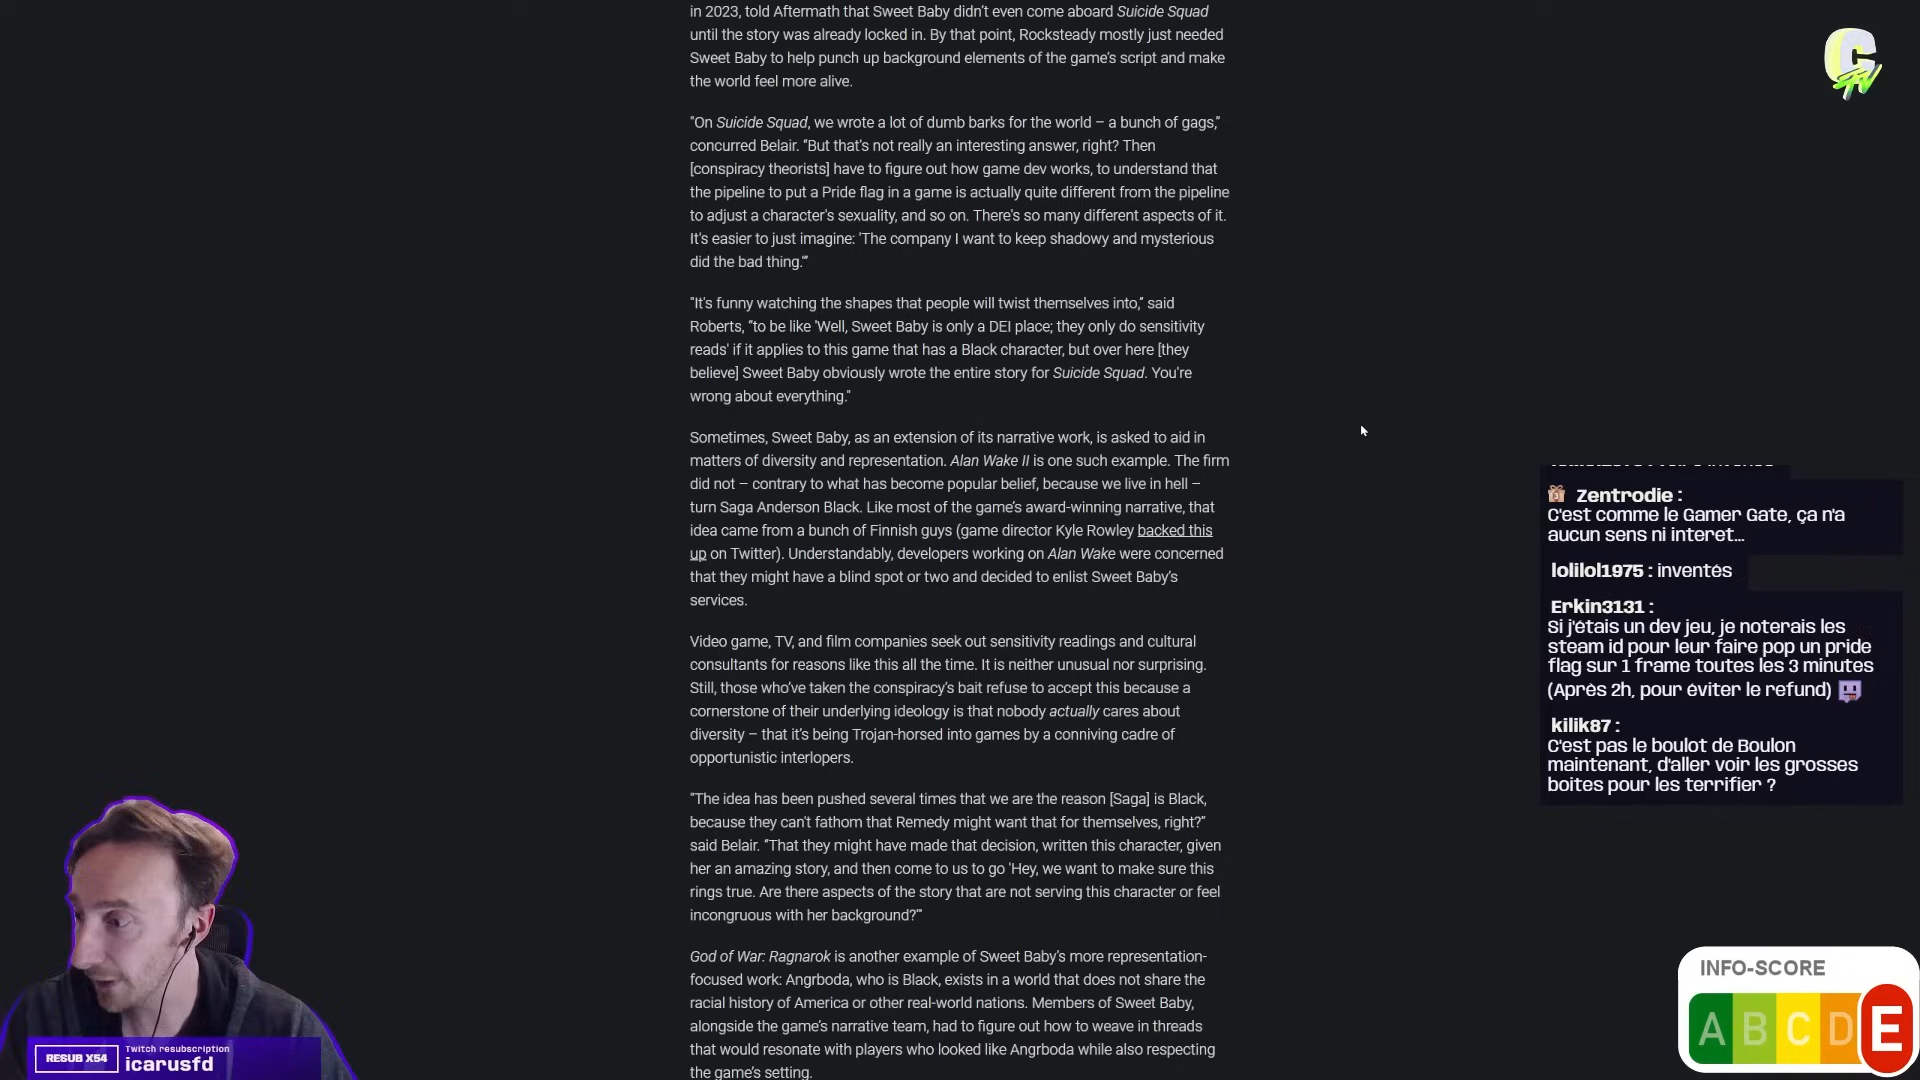 in 2023, told Aftermath that Sweet Baby didn't even come aboard Suicide Squad
until the story was already locked in. By that point, Rocksteady mostly just needed
Sweet Baby to help punch up background elements of the game's script and make
the world feel more alive.
"On Suicide Squad, we wrote a lot of dumb barks for the world – a bunch of gags,"
concurred Belair. "But that's not really an interesting answer, right? Then
[conspiracy theorists] have to figure out how game dev works, to understand that
the pipeline to put a Pride flag in a game is actually quite different from the pipeline
to adjust a character's sexuality, and so on. There's so many different aspects of it.
It's easier to just imagine: 'The company I want to keep shadowy and mysterious
did the bad thing.'"
"It's funny watching the shapes that people will twist themselves into," said
Roberts, "to be like 'Well, Sweet Baby is only a DEI place; they only do sensitivity
reads' if it applies to this game that has a Black character, but over here [they
believe] Sweet Baby obviously wrote the entire story for Suicide Squad. You're
wrong about everything."
Sometimes, Sweet Baby, as an extension of its narrative work, is asked to aid in
matters of diversity and representation. Alan Wake II is one such example. The firm
did not – contrary to what has become popular belief, because we live in hell –
turn Saga Anderson Black. Like most of the game's award-winning narrative, that
idea came from a bunch of Finnish guys (game director Kyle Rowley backed this
up on Twitter). Understandably, developers working on Alan Wake were concerned
that they might have a blind spot or two and decided to enlist Sweet Baby's
services.
Video game, TV, and film companies seek out sensitivity readings and cultural
consultants for reasons like this all the time. It is neither unusual nor surprising.
Still, those who've taken the conspiracy's bait refuse to accept this because a
cornerstone of their underlying ideology is that nobody actually cares about
diversity – that it's being Trojan-horsed into games by a conniving cadre of
opportunistic interlopers.
"The idea has been pushed several times that we are the reason [Saga] is Black,
because they can't fathom that Remedy might want that for themselves, right?"
said Belair. "That they might have made that decision, written this character, given
her an amazing story, and then come to us to go 'Hey, we want to make sure this
rings true. Are there aspects of the story that are not serving this character or feel
incongruous with her background?'"
God of War: Ragnarok is another example of Sweet Baby's more representation-
focused work: Angrboda, who is Black, exists in a world that does not share the
racial history of America or other real-world nations. Members of Sweet Baby,
alongside the game's narrative team, had to figure out how to weave in threads
that would resonate with players who looked like Angrboda while also respecting
the game's setting.
G
TV
Zentrodie :
C'est comme le Gamer Gate, ça n'a
aucun sens ni interet...
lolilol1975 : inventés
Erkin3131 :
Si j'étais un dev jeu, je noterais les
steam id pour leur faire pop un pride
flag sur 1 frame toutes les 3 minutes
(Après 2h, pour éviter le refund)
kilik87 :
C'est pas le boulot de Boulon
maintenant, d'aller voir les grosses
boites pour les terrifier ?
INFO-SCORE
A B C D E
RESUB X54
Twitch resubscription
icarusfd